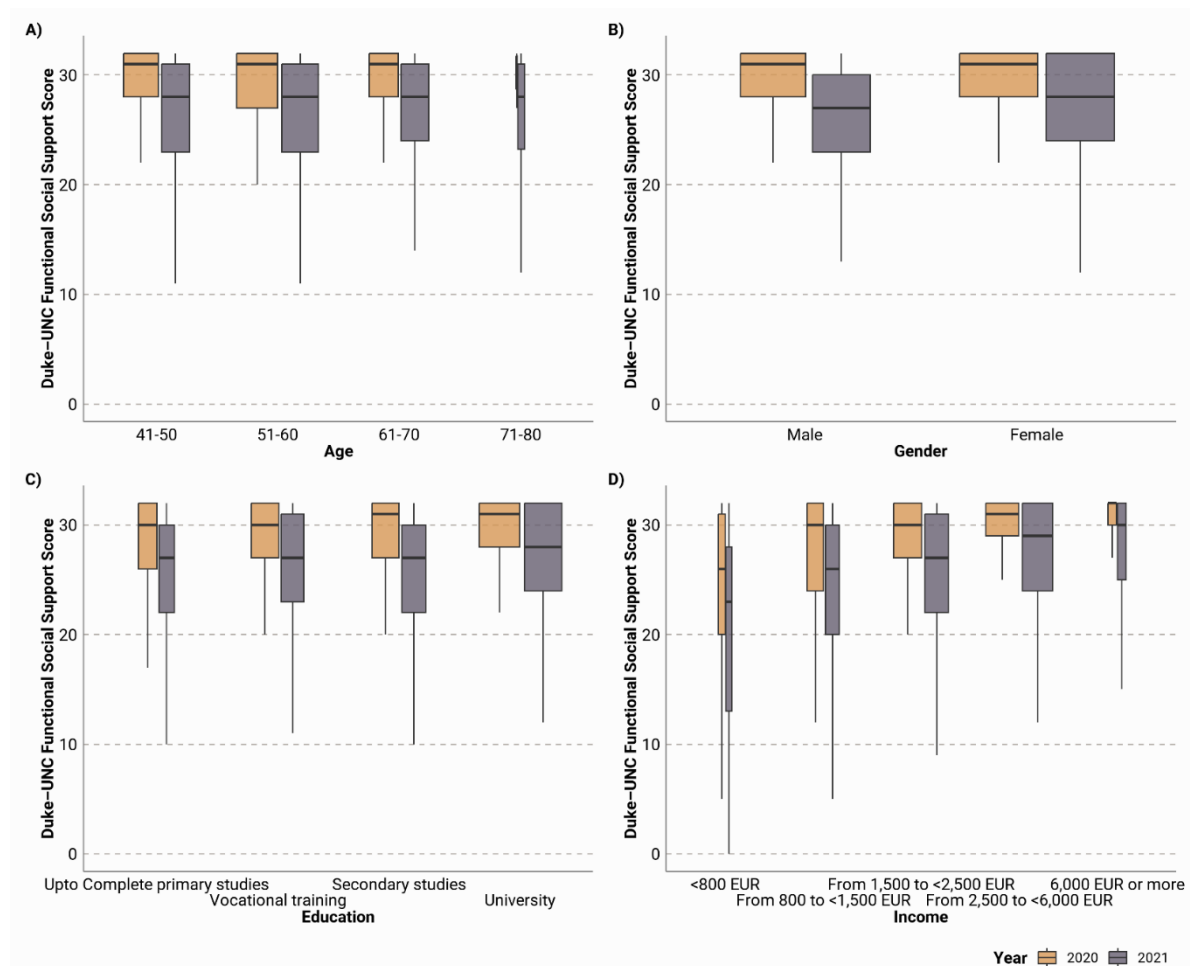 A)
Duke–UNC Functional Social Support Score
30
20
10
0
41-50
51-60
61-70
71-80
Age
B)
Duke–UNC Functional Social Support Score
30
20
10
0
Male
Female
Gender
C)
Duke–UNC Functional Social Support Score
30
20
10
0
Upto Complete primary studies
Secondary studies
Vocational training
University
Education
D)
Duke–UNC Functional Social Support Score
30
20
10
0
<800 EUR
From 1,500 to <2,500 EUR
6,000 EUR or more
From 800 to <1,500 EUR
From 2,500 to <6,000 EUR
Income
Year 2020 2021